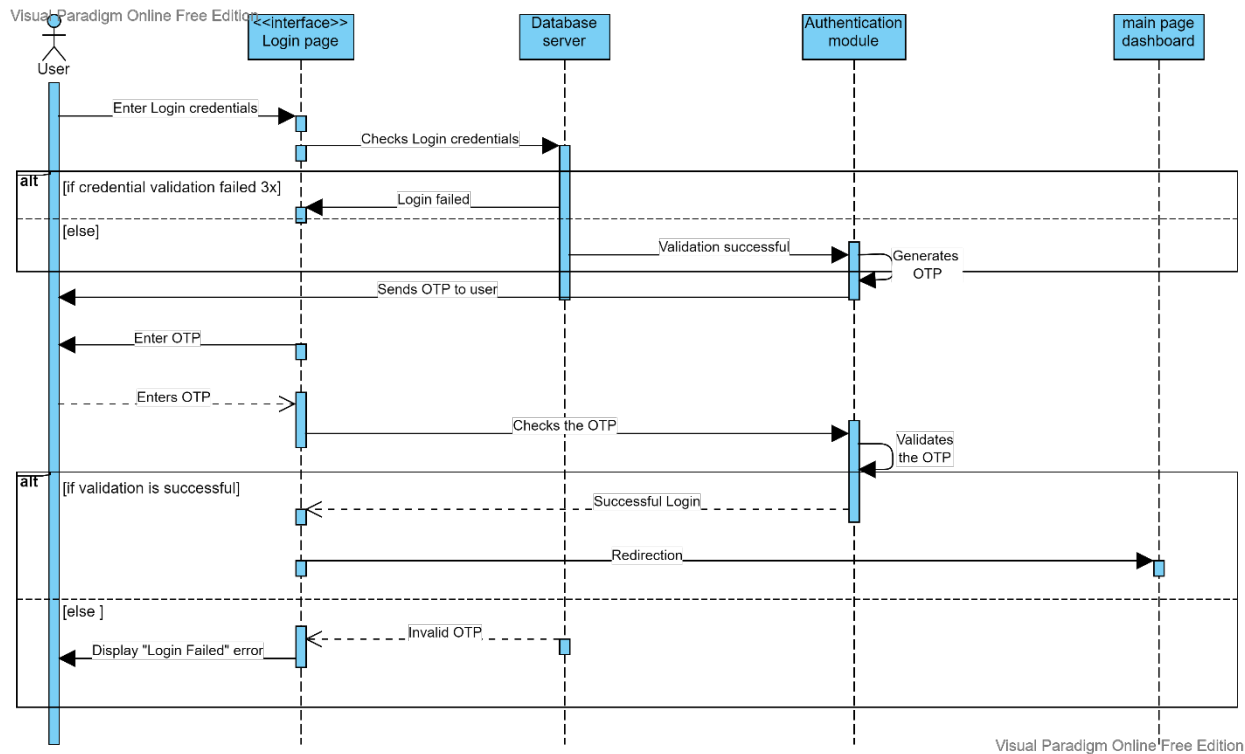 Visual Paradigm Online Free Edition
<<interface>>
Login page
Database
server
Authentication
module
main page
dashboard
User
Enter Login credentials
Checks Login credentials
alt
[if credential validation failed 3x]
Login failed
[else]
Validation successful
Generates
OTP
Sends OTP to user
Enter OTP
Enters OTP
Checks the OTP
Validates
the OTP
alt
[if validation is successful]
Successful Login
Redirection
[else ]
Invalid OTP
Display "Login Failed" error
Visual Paradigm Online Free Edition